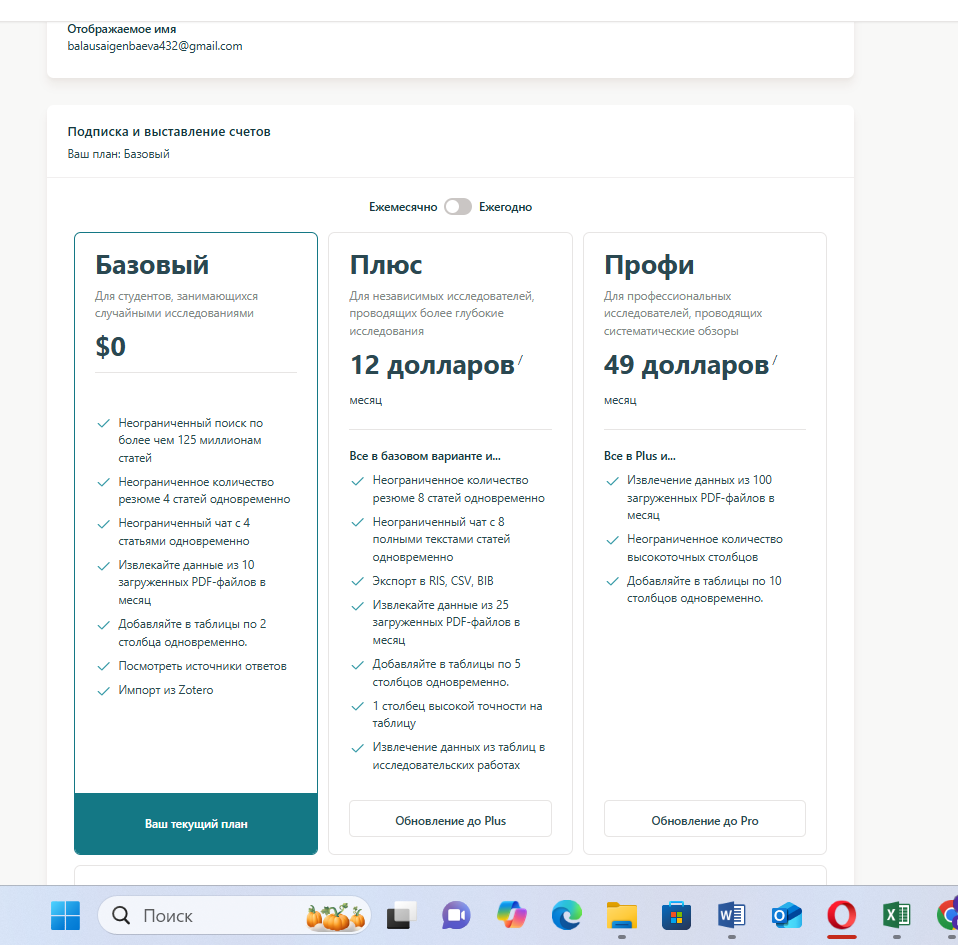 Отображаемое имя
balausaigenbaeva432@gmail.com
Подписка и выставление счетов
Ваш план: Базовый
Ежемесячно
Ежегодно
Базовый
Для студентов, занимающихся
случайными исследованиями
$0
Неограниченный поиск по
более чем 125 миллионам
статей
Неограниченное количество
резюме 4 статей одновременно
Неограниченный чат с 4
статьями одновременно
Извлекайте данные из 10
загруженных PDF-файлов в
месяц
Добавляйте в таблицы по 2
столбца одновременно.
Посмотреть источники ответов
Импорт из Zotero
Ваш текущий план
Плюс
Для независимых исследователей,
проводящих более глубокие
исследования
12 долларов /
месяц
Все в базовом варианте и...
Неограниченное количество
резюме 8 статей одновременно
Неограниченный чат с 8
полными текстами статей
одновременно
Экспорт в RIS, CSV, BIB
Извлекайте данные из 25
загруженных PDF-файлов в
месяц
Добавляйте в таблицы по 5
столбцов одновременно.
1 столбец высокой точности на
таблицу
Извлечение данных из таблиц в
исследовательских работах
Обновление до Plus
Профи
Для профессиональных
исследователей, проводящих
систематические обзоры
49 долларов /
месяц
Все в Plus и...
Извлечение данных из 100
загруженных PDF-файлов в
месяц
Неограниченное количество
высокоточных столбцов
Добавляйте в таблицы по 10
столбцов одновременно.
Обновление до Pro
Поиск